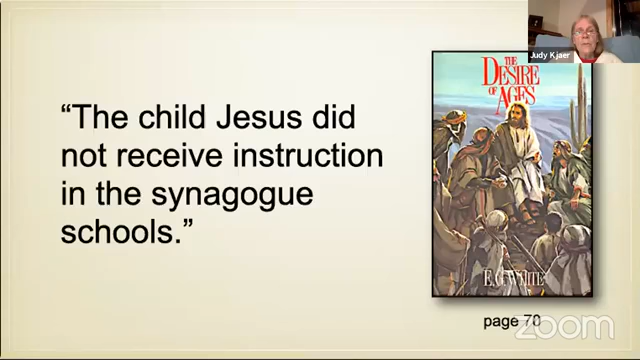 “The child Jesus did
not receive instruction
in the synagogue
schools.”
Judy Kjaer
THE
DESIRE
OF
AGES
E. G. WHITE
page 70
zoom